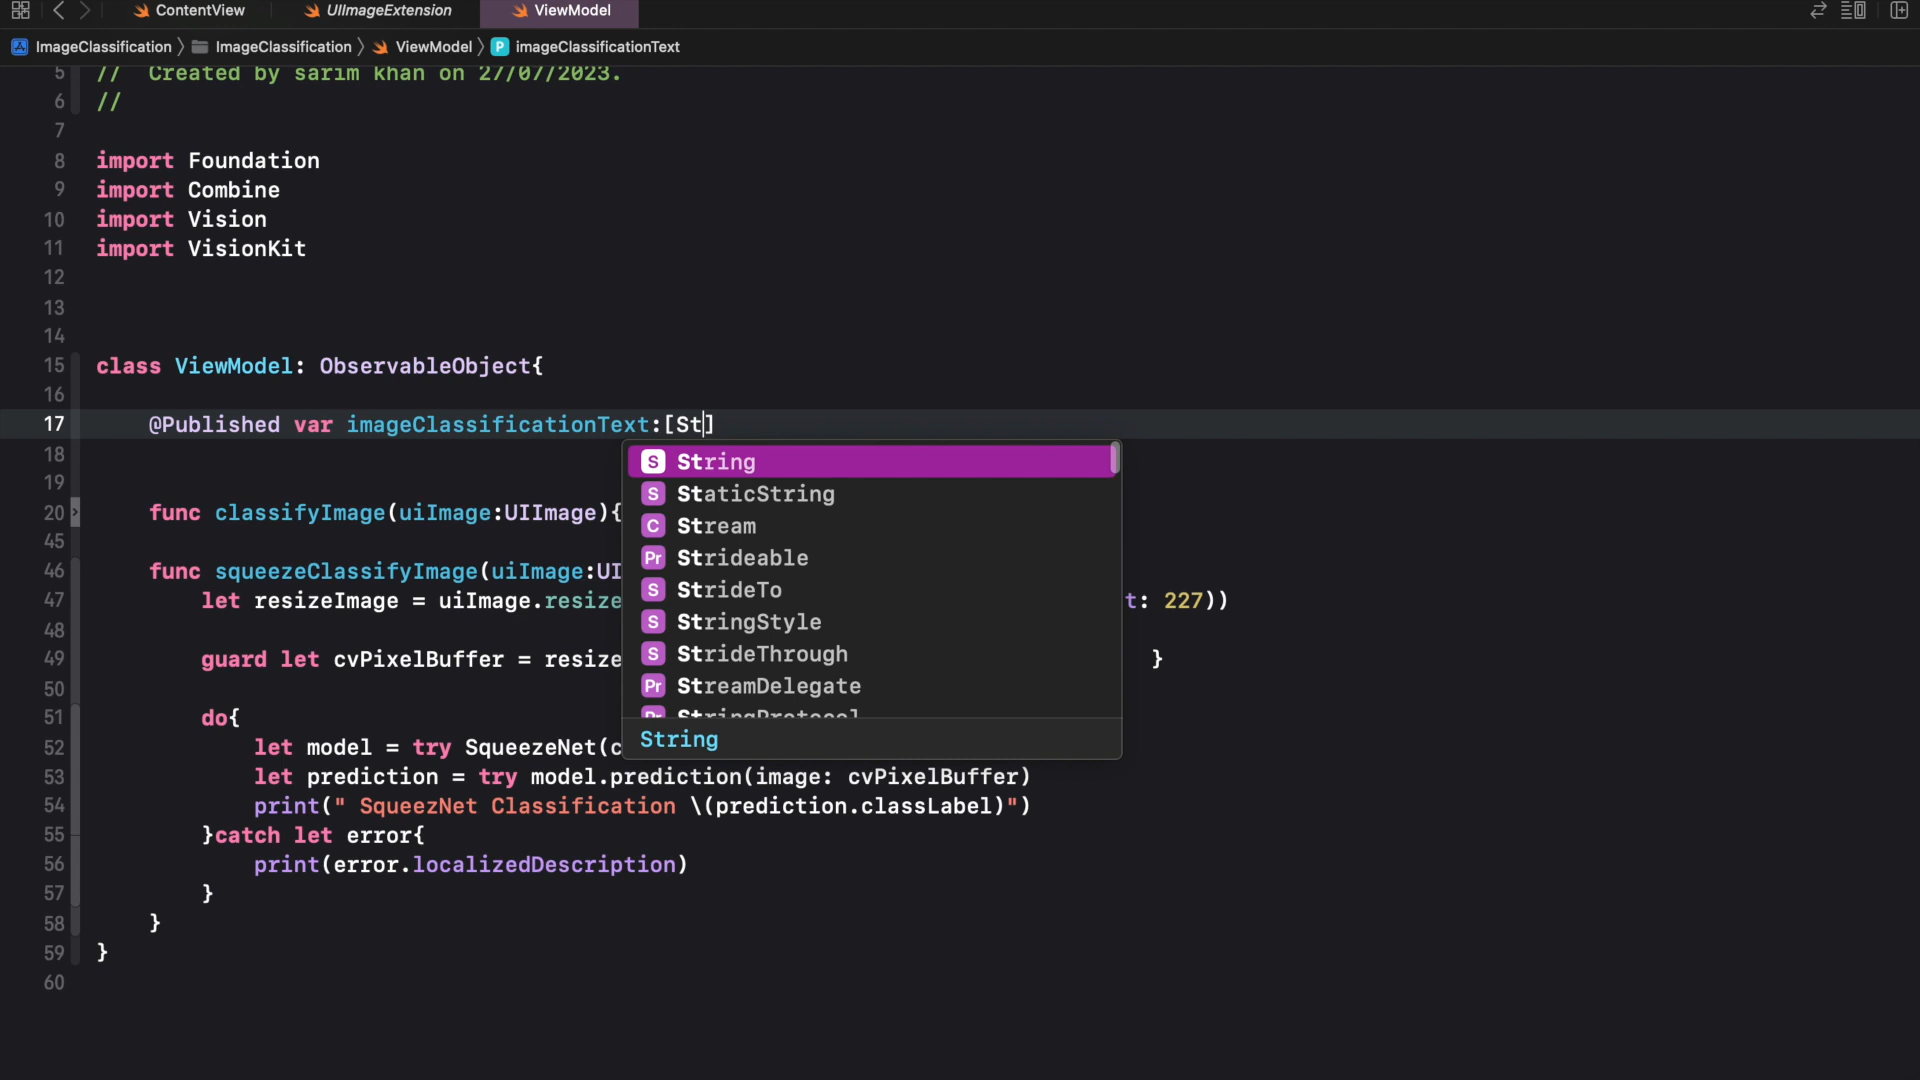 ContentView
UIImageExtension
ViewModel
ImageClassification
ImageClassification
ViewModel
P
imageClassificationText
5 //  Created by sarim khan on 27/07/2023.
6 //
7
8 import Foundation
9 import Combine
10 import Vision
11 import VisionKit
12
13
14
15 class ViewModel: ObservableObject{
16
17 @Published var imageClassificationText:[St]
18
19
20 func classifyImage(uiImage:UIImage){
45
46 func squeezeClassifyImage(uiImage:UI
47 let resizeImage = uiImage.resize t: 227))
48
49 guard let cvPixelBuffer = resize }
50
51 do{
52 let model = try SqueezeNet(c
53 let prediction = try model.prediction(image: cvPixelBuffer)
54 print(" SqueezNet Classification \(prediction.classLabel)")
55 }catch let error{
56 print(error.localizedDescription)
57 }
58 }
59 }
60
S String
S StaticString
C Stream
Pr Strideable
S StrideTo
S StringStyle
S StrideThrough
Pr StreamDelegate
Pr StringProtocol
String